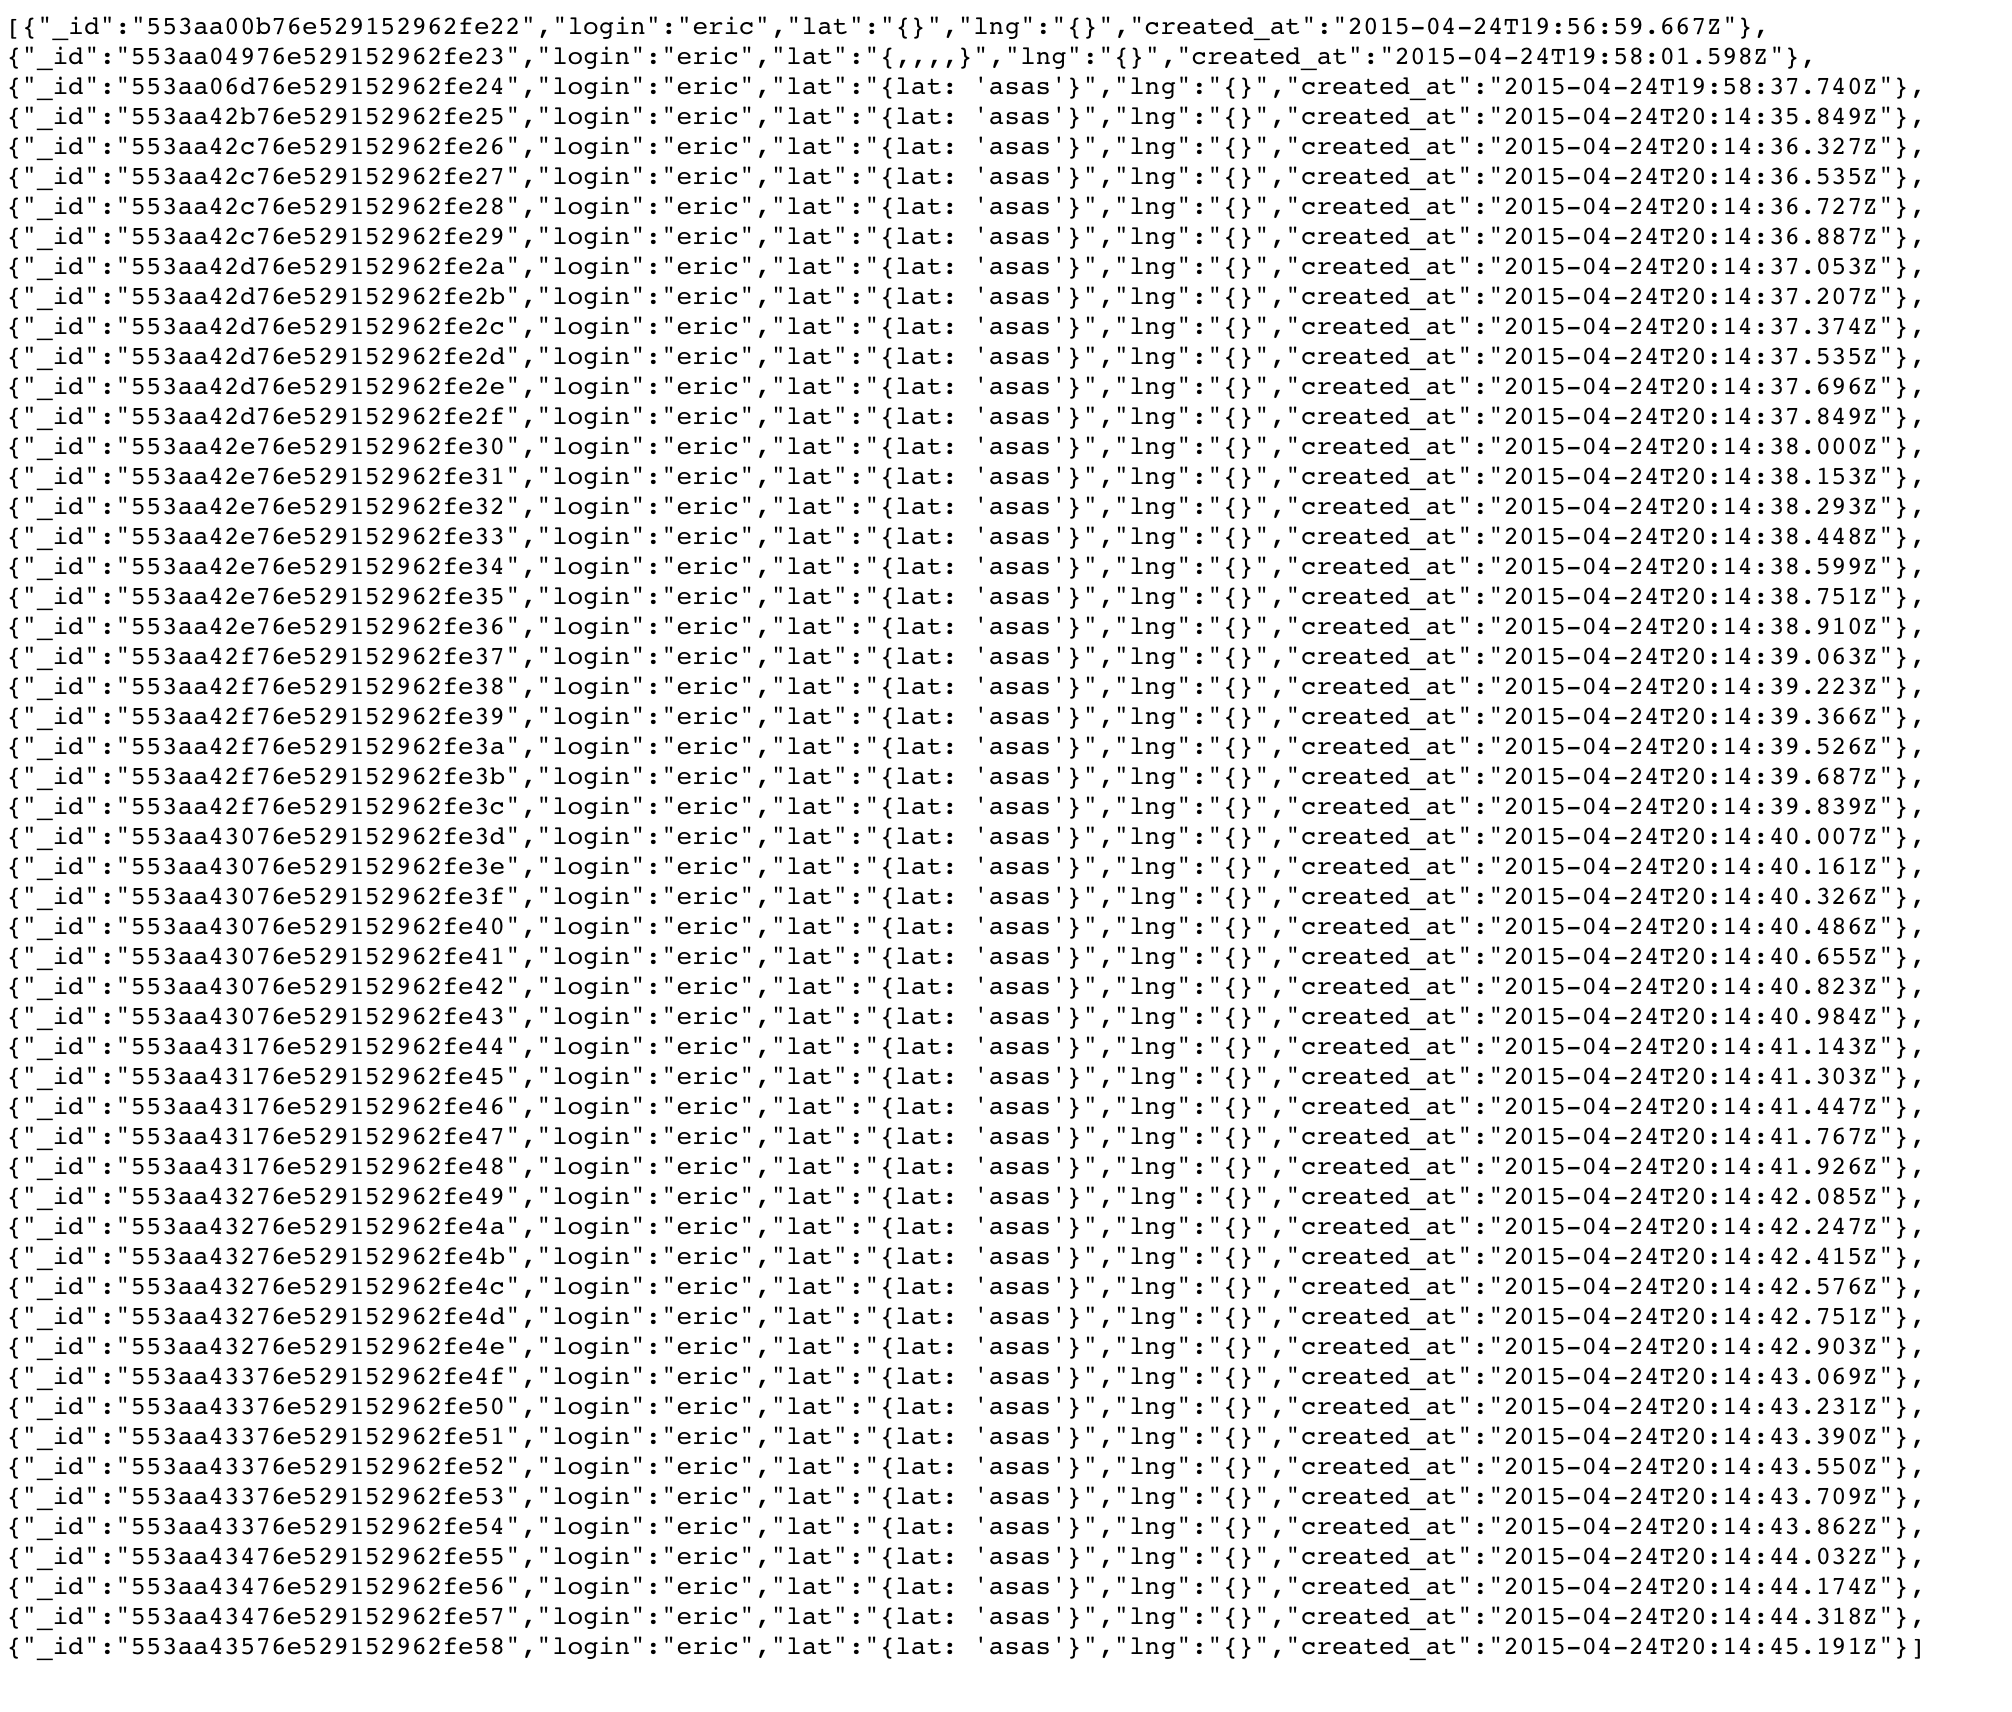 [{"_id":"553aa00b76e529152962fe22","login":"eric","lat":"{}","lng":"{}","created_at":"2015-04-24T19:56:59.667Z"},
{"_id":"553aa04976e529152962fe23","login":"eric","lat":"{,,,,}","lng":"{}","created_at":"2015-04-24T19:58:01.598Z"},
{"_id":"553aa06d76e529152962fe24","login":"eric","lat":"{lat: 'asas'}","lng":"{}","created_at":"2015-04-24T19:58:37.740Z"},
{"_id":"553aa42b76e529152962fe25","login":"eric","lat":"{lat: 'asas'}","lng":"{}","created_at":"2015-04-24T20:14:35.849Z"},
{"_id":"553aa42c76e529152962fe26","login":"eric","lat":"{lat: 'asas'}","lng":"{}","created_at":"2015-04-24T20:14:36.327Z"},
{"_id":"553aa42c76e529152962fe27","login":"eric","lat":"{lat: 'asas'}","lng":"{}","created_at":"2015-04-24T20:14:36.535Z"},
{"_id":"553aa42c76e529152962fe28","login":"eric","lat":"{lat: 'asas'}","lng":"{}","created_at":"2015-04-24T20:14:36.727Z"},
{"_id":"553aa42c76e529152962fe29","login":"eric","lat":"{lat: 'asas'}","lng":"{}","created_at":"2015-04-24T20:14:36.887Z"},
{"_id":"553aa42d76e529152962fe2a","login":"eric","lat":"{lat: 'asas'}","lng":"{}","created_at":"2015-04-24T20:14:37.053Z"},
{"_id":"553aa42d76e529152962fe2b","login":"eric","lat":"{lat: 'asas'}","lng":"{}","created_at":"2015-04-24T20:14:37.207Z"},
{"_id":"553aa42d76e529152962fe2c","login":"eric","lat":"{lat: 'asas'}","lng":"{}","created_at":"2015-04-24T20:14:37.374Z"},
{"_id":"553aa42d76e529152962fe2d","login":"eric","lat":"{lat: 'asas'}","lng":"{}","created_at":"2015-04-24T20:14:37.535Z"},
{"_id":"553aa42d76e529152962fe2e","login":"eric","lat":"{lat: 'asas'}","lng":"{}","created_at":"2015-04-24T20:14:37.696Z"},
{"_id":"553aa42d76e529152962fe2f","login":"eric","lat":"{lat: 'asas'}","lng":"{}","created_at":"2015-04-24T20:14:37.849Z"},
{"_id":"553aa42e76e529152962fe30","login":"eric","lat":"{lat: 'asas'}","lng":"{}","created_at":"2015-04-24T20:14:38.000Z"},
{"_id":"553aa42e76e529152962fe31","login":"eric","lat":"{lat: 'asas'}","lng":"{}","created_at":"2015-04-24T20:14:38.153Z"},
{"_id":"553aa42e76e529152962fe32","login":"eric","lat":"{lat: 'asas'}","lng":"{}","created_at":"2015-04-24T20:14:38.293Z"},
{"_id":"553aa42e76e529152962fe33","login":"eric","lat":"{lat: 'asas'}","lng":"{}","created_at":"2015-04-24T20:14:38.448Z"},
{"_id":"553aa42e76e529152962fe34","login":"eric","lat":"{lat: 'asas'}","lng":"{}","created_at":"2015-04-24T20:14:38.599Z"},
{"_id":"553aa42e76e529152962fe35","login":"eric","lat":"{lat: 'asas'}","lng":"{}","created_at":"2015-04-24T20:14:38.751Z"},
{"_id":"553aa42e76e529152962fe36","login":"eric","lat":"{lat: 'asas'}","lng":"{}","created_at":"2015-04-24T20:14:38.910Z"},
{"_id":"553aa42f76e529152962fe37","login":"eric","lat":"{lat: 'asas'}","lng":"{}","created_at":"2015-04-24T20:14:39.063Z"},
{"_id":"553aa42f76e529152962fe38","login":"eric","lat":"{lat: 'asas'}","lng":"{}","created_at":"2015-04-24T20:14:39.223Z"},
{"_id":"553aa42f76e529152962fe39","login":"eric","lat":"{lat: 'asas'}","lng":"{}","created_at":"2015-04-24T20:14:39.366Z"},
{"_id":"553aa42f76e529152962fe3a","login":"eric","lat":"{lat: 'asas'}","lng":"{}","created_at":"2015-04-24T20:14:39.526Z"},
{"_id":"553aa42f76e529152962fe3b","login":"eric","lat":"{lat: 'asas'}","lng":"{}","created_at":"2015-04-24T20:14:39.687Z"},
{"_id":"553aa42f76e529152962fe3c","login":"eric","lat":"{lat: 'asas'}","lng":"{}","created_at":"2015-04-24T20:14:39.839Z"},
{"_id":"553aa43076e529152962fe3d","login":"eric","lat":"{lat: 'asas'}","lng":"{}","created_at":"2015-04-24T20:14:40.007Z"},
{"_id":"553aa43076e529152962fe3e","login":"eric","lat":"{lat: 'asas'}","lng":"{}","created_at":"2015-04-24T20:14:40.161Z"},
{"_id":"553aa43076e529152962fe3f","login":"eric","lat":"{lat: 'asas'}","lng":"{}","created_at":"2015-04-24T20:14:40.326Z"},
{"_id":"553aa43076e529152962fe40","login":"eric","lat":"{lat: 'asas'}","lng":"{}","created_at":"2015-04-24T20:14:40.486Z"},
{"_id":"553aa43076e529152962fe41","login":"eric","lat":"{lat: 'asas'}","lng":"{}","created_at":"2015-04-24T20:14:40.655Z"},
{"_id":"553aa43076e529152962fe42","login":"eric","lat":"{lat: 'asas'}","lng":"{}","created_at":"2015-04-24T20:14:40.823Z"},
{"_id":"553aa43076e529152962fe43","login":"eric","lat":"{lat: 'asas'}","lng":"{}","created_at":"2015-04-24T20:14:40.984Z"},
{"_id":"553aa43176e529152962fe44","login":"eric","lat":"{lat: 'asas'}","lng":"{}","created_at":"2015-04-24T20:14:41.143Z"},
{"_id":"553aa43176e529152962fe45","login":"eric","lat":"{lat: 'asas'}","lng":"{}","created_at":"2015-04-24T20:14:41.303Z"},
{"_id":"553aa43176e529152962fe46","login":"eric","lat":"{lat: 'asas'}","lng":"{}","created_at":"2015-04-24T20:14:41.447Z"},
{"_id":"553aa43176e529152962fe47","login":"eric","lat":"{lat: 'asas'}","lng":"{}","created_at":"2015-04-24T20:14:41.767Z"},
{"_id":"553aa43176e529152962fe48","login":"eric","lat":"{lat: 'asas'}","lng":"{}","created_at":"2015-04-24T20:14:41.926Z"},
{"_id":"553aa43276e529152962fe49","login":"eric","lat":"{lat: 'asas'}","lng":"{}","created_at":"2015-04-24T20:14:42.085Z"},
{"_id":"553aa43276e529152962fe4a","login":"eric","lat":"{lat: 'asas'}","lng":"{}","created_at":"2015-04-24T20:14:42.247Z"},
{"_id":"553aa43276e529152962fe4b","login":"eric","lat":"{lat: 'asas'}","lng":"{}","created_at":"2015-04-24T20:14:42.415Z"},
{"_id":"553aa43276e529152962fe4c","login":"eric","lat":"{lat: 'asas'}","lng":"{}","created_at":"2015-04-24T20:14:42.576Z"},
{"_id":"553aa43276e529152962fe4d","login":"eric","lat":"{lat: 'asas'}","lng":"{}","created_at":"2015-04-24T20:14:42.751Z"},
{"_id":"553aa43276e529152962fe4e","login":"eric","lat":"{lat: 'asas'}","lng":"{}","created_at":"2015-04-24T20:14:42.903Z"},
{"_id":"553aa43376e529152962fe4f","login":"eric","lat":"{lat: 'asas'}","lng":"{}","created_at":"2015-04-24T20:14:43.069Z"},
{"_id":"553aa43376e529152962fe50","login":"eric","lat":"{lat: 'asas'}","lng":"{}","created_at":"2015-04-24T20:14:43.231Z"},
{"_id":"553aa43376e529152962fe51","login":"eric","lat":"{lat: 'asas'}","lng":"{}","created_at":"2015-04-24T20:14:43.390Z"},
{"_id":"553aa43376e529152962fe52","login":"eric","lat":"{lat: 'asas'}","lng":"{}","created_at":"2015-04-24T20:14:43.550Z"},
{"_id":"553aa43376e529152962fe53","login":"eric","lat":"{lat: 'asas'}","lng":"{}","created_at":"2015-04-24T20:14:43.709Z"},
{"_id":"553aa43376e529152962fe54","login":"eric","lat":"{lat: 'asas'}","lng":"{}","created_at":"2015-04-24T20:14:43.862Z"},
{"_id":"553aa43476e529152962fe55","login":"eric","lat":"{lat: 'asas'}","lng":"{}","created_at":"2015-04-24T20:14:44.032Z"},
{"_id":"553aa43476e529152962fe56","login":"eric","lat":"{lat: 'asas'}","lng":"{}","created_at":"2015-04-24T20:14:44.174Z"},
{"_id":"553aa43476e529152962fe57","login":"eric","lat":"{lat: 'asas'}","lng":"{}","created_at":"2015-04-24T20:14:44.318Z"},
{"_id":"553aa43576e529152962fe58","login":"eric","lat":"{lat: 'asas'}","lng":"{}","created_at":"2015-04-24T20:14:45.191Z"}]